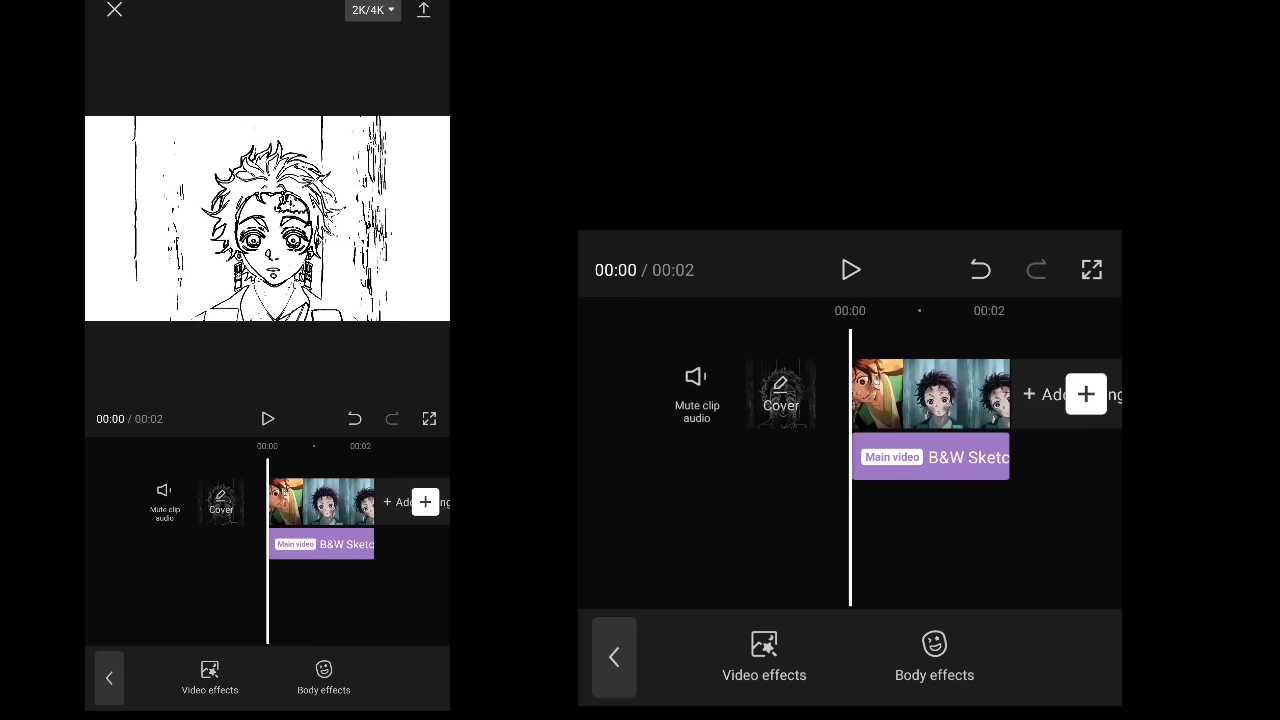 2K/4K
00:00 / 00:02
00:00
00:02
Mute clip
audio
Cover
+ Ad
ng
Main video
B&W Sketc
Video effects
Body effects
00:00 / 00:02
00:00
00:02
Mute clip
audio
Cover
+ Ad
ng
Main video
B&W Sketc
Video effects
Body effects